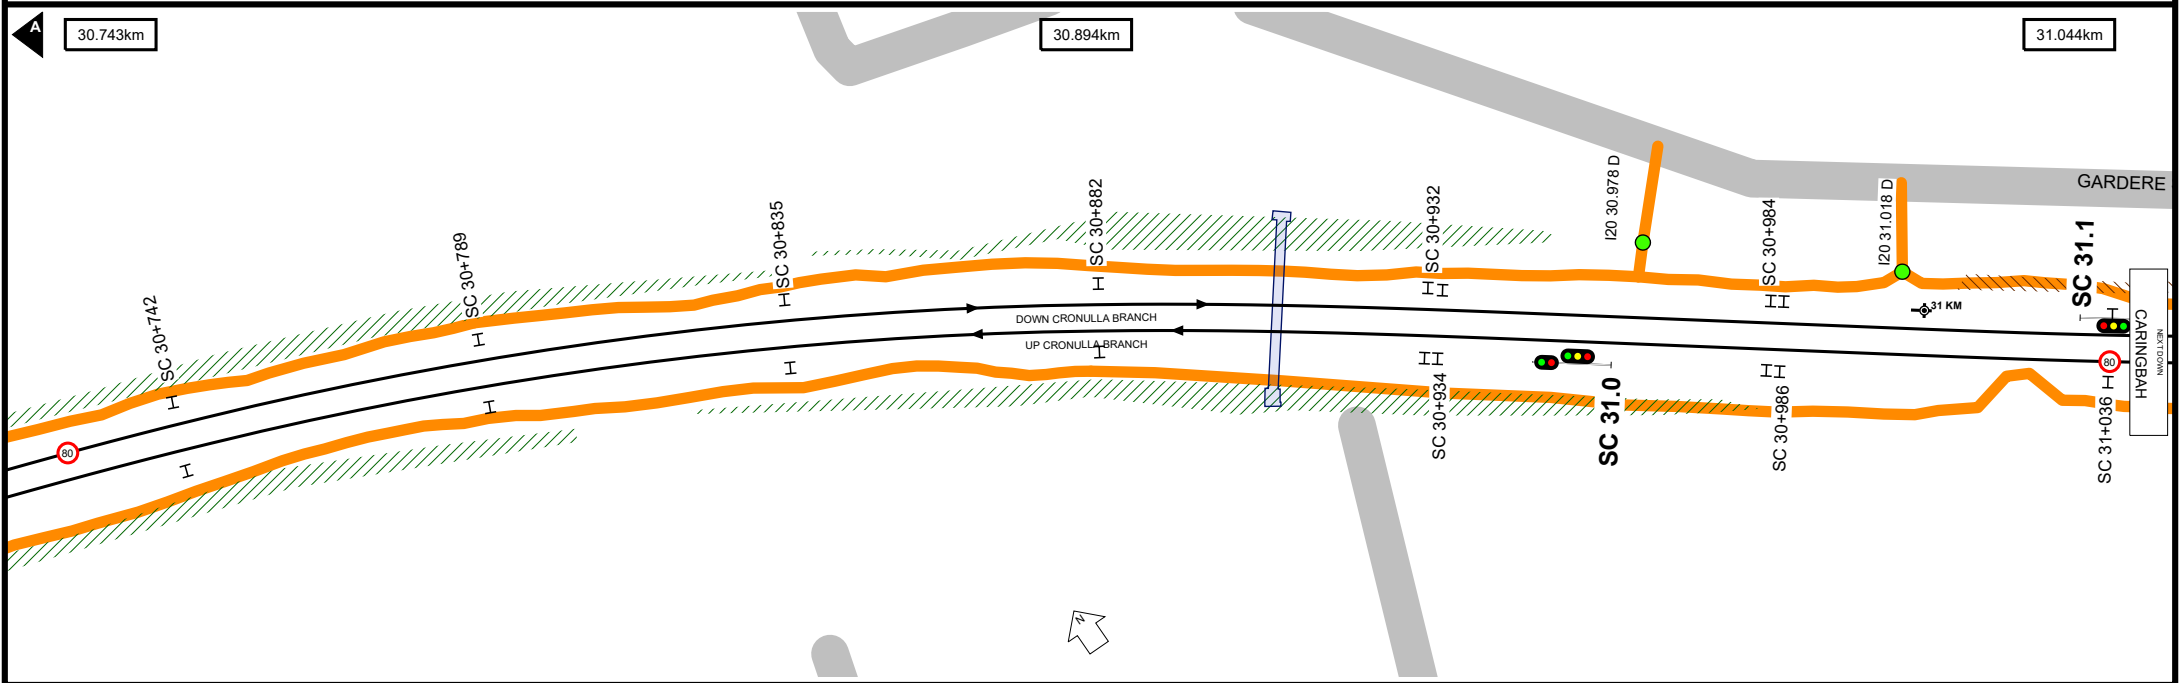 A
30.743km
30.894km
31.044km
SC 30+742
SC 30+789
SC 30+835
SC 30+882
SC 30+932
I20 30.978 D
SC 30+984
I20 31.018 D
GARDERE
SC 31.1
31 KM
DOWN CRONULLA BRANCH
UP CRONULLA BRANCH
80
80
CARINGBAH
NEXT DOWN
SC 30+934
SC 31.0
SC 30+986
SC 31+036
N